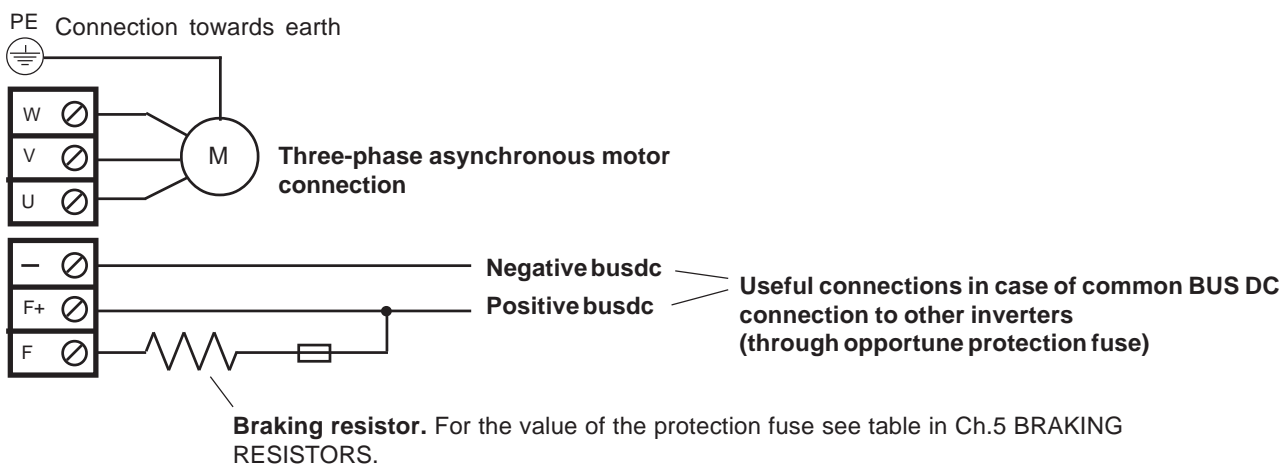 PE Connection towards earth
W
V
U
M
Three-phase asynchronous motor
connection
–
F+
F
Negative busdc
Positive busdc
Useful connections in case of common BUS DC
connection to other inverters
(through opportune protection fuse)
Braking resistor. For the value of the protection fuse see table in Ch.5 BRAKING
RESISTORS.